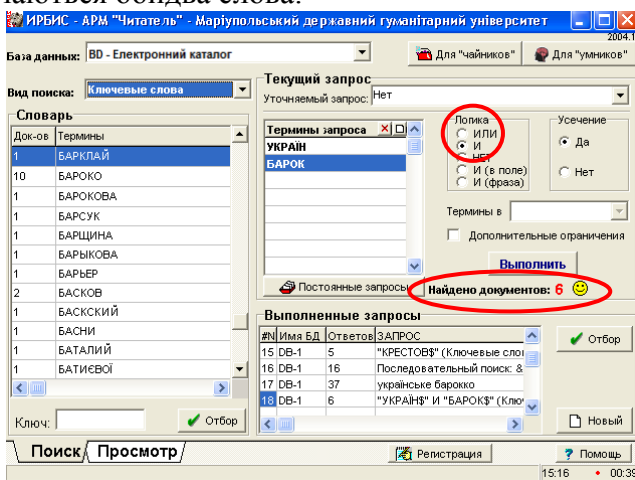 ИРБИС - АРМ "Читатель" - Маріупольський державний гуманітарний університет
2004.1
База данных: BD - Електронний каталог
Для "чайников"
Для "умников"
Вид поиска: Ключевые слова
Словарь
Док-ов Термины
1 БАРКЛАЙ
10 БАРОКО
1 БАРОКОВА
1 БАРСУК
1 БАРЩИНА
1 БАРЫКОВА
1 БАРЬЕР
2 БАСКОВ
1 БАСКСКИЙ
1 БАСНИ
1 БАТАЛИЙ
1 БАТИЄВОЇ
Ключ:
Отбор
Текущий запрос
Уточняемый запрос: Нет
Термины запроса
УКРАЇН
БАРОК
Логика
ИЛИ
И
НЕТ
И (в поле)
И (фраза)
Усечение
Да
Нет
Термины в
Дополнительные ограничения
Выполнить
Постоянные запросы
Найдено документов: 6
Выполненные запросы
#N Имя БД Ответов ЗАПРОС
15 DB-1 5 "КРЕСТОВ$" (Ключевые слов
16 DB-1 16 Последовательный поиск: &
17 DB-1 37 українське барокко
18 DB-1 6 "УКРАЇН$" И "БАРОК$" (Клю
Отбор
Новый
Поиск Просмотр
Регистрация
Помощь
15:16 00:39